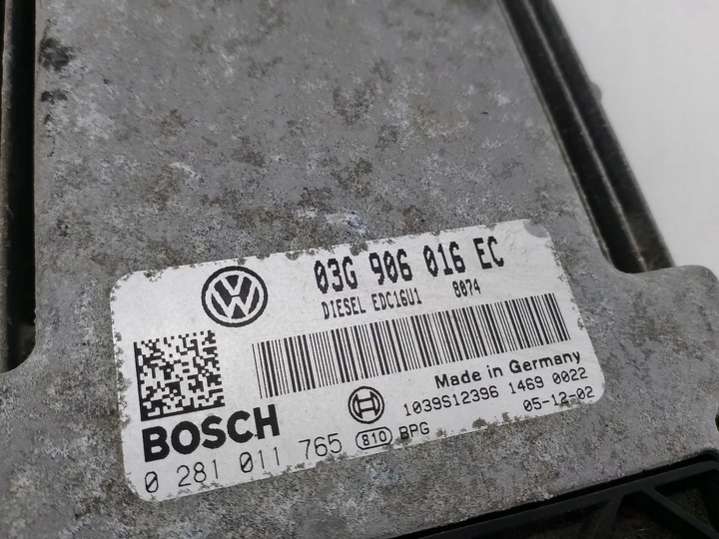 03G 906 016 EC
DIESEL EDC16U1 8874
Made in Germany
1039S12396 1469 0022
BOSCH
0 281 011 765 810 BPG 05-12-02